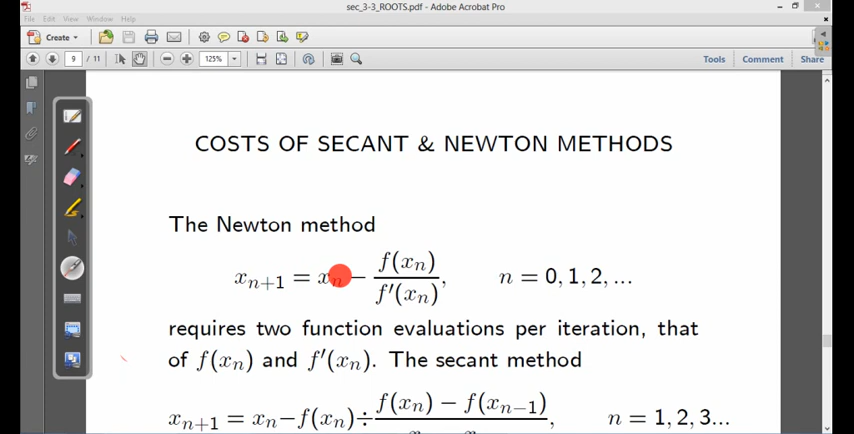 sec_3-3_ROOTS.pdf - Adobe Acrobat Pro
File Edit View Window Help
Create
9 / 11
125%
Tools Comment Share
COSTS OF SECANT & NEWTON METHODS
The Newton method
xₙ₊₁ = xₙ − f(xₙ) / f′(xₙ), n = 0, 1, 2, ...
requires two function evaluations per iteration, that
of f(xₙ) and f′(xₙ). The secant method
xₙ₊₁ = xₙ−f(xₙ)÷ f(xₙ) − f(xₙ₋₁) , n = 1, 2, 3...